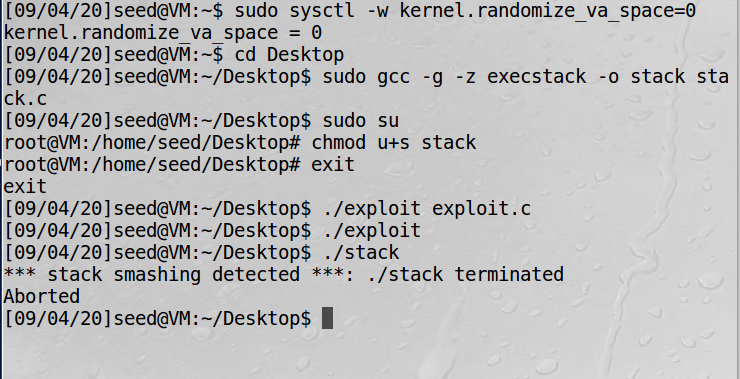 [09/04/20]seed@VM:~$ sudo sysctl -w kernel.randomize_va_space=0
kernel.randomize_va_space = 0
[09/04/20]seed@VM:~$ cd Desktop
[09/04/20]seed@VM:~/Desktop$ sudo gcc -g -z execstack -o stack sta
ck.c
[09/04/20]seed@VM:~/Desktop$ sudo su
root@VM:/home/seed/Desktop# chmod u+s stack
root@VM:/home/seed/Desktop# exit
exit
[09/04/20]seed@VM:~/Desktop$ ./exploit exploit.c
[09/04/20]seed@VM:~/Desktop$ ./exploit
[09/04/20]seed@VM:~/Desktop$ ./stack
*** stack smashing detected ***: ./stack terminated
Aborted
[09/04/20]seed@VM:~/Desktop$